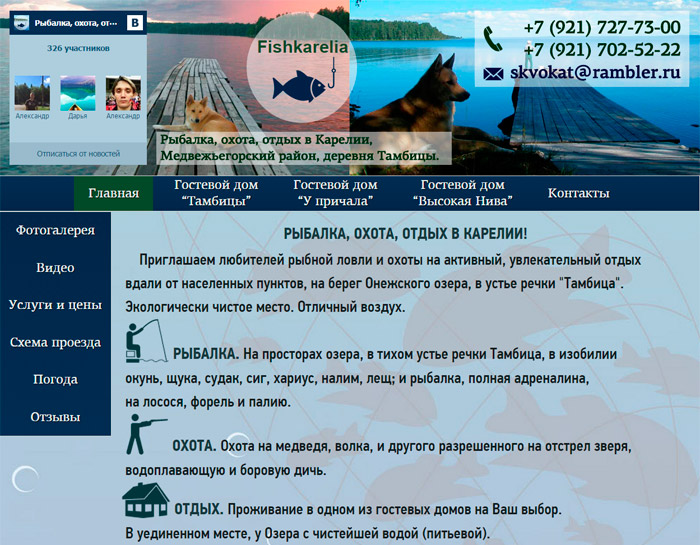 Рыбалка, охота, от···
В
326 участников
Александр
Дарья
Александр
Отписаться от новостей
Fishkarelia
+7 (921) 727-73-00
+7 (921) 702-52-22
skvokat@rambler.ru
Рыбалка, охота, отдых в Карелии,
Медвежьегорский район, деревня Тамбицы.
Главная
Гостевой дом
“Тамбицы”
Гостевой дом
“У причала”
Гостевой дом
“Высокая Нива”
Контакты
Фотогалерея
Видео
Услуги и цены
Схема проезда
Погода
Отзывы
РЫБАЛКА, ОХОТА, ОТДЫХ В КАРЕЛИИ!
Приглашаем любителей рыбной ловли и охоты на активный, увлекательный отдых
вдали от населенных пунктов, на берег Онежского озера, в устье речки "Тамбица".
Экологически чистое место. Отличный воздух.
РЫБАЛКА. На просторах озера, в тихом устье речки Тамбица, в изобилии
окунь, щука, судак, сиг, хариус, налим, лещ; и рыбалка, полная адреналина,
на лосося, форель и палию.
ОХОТА. Охота на медведя, волка, и другого разрешенного на отстрел зверя,
водоплавающую и боровую дичь.
ОТДЫХ. Проживание в одном из гостевых домов на Ваш выбор.
В уединенном месте, у Озера с чистейшей водой (питьевой).